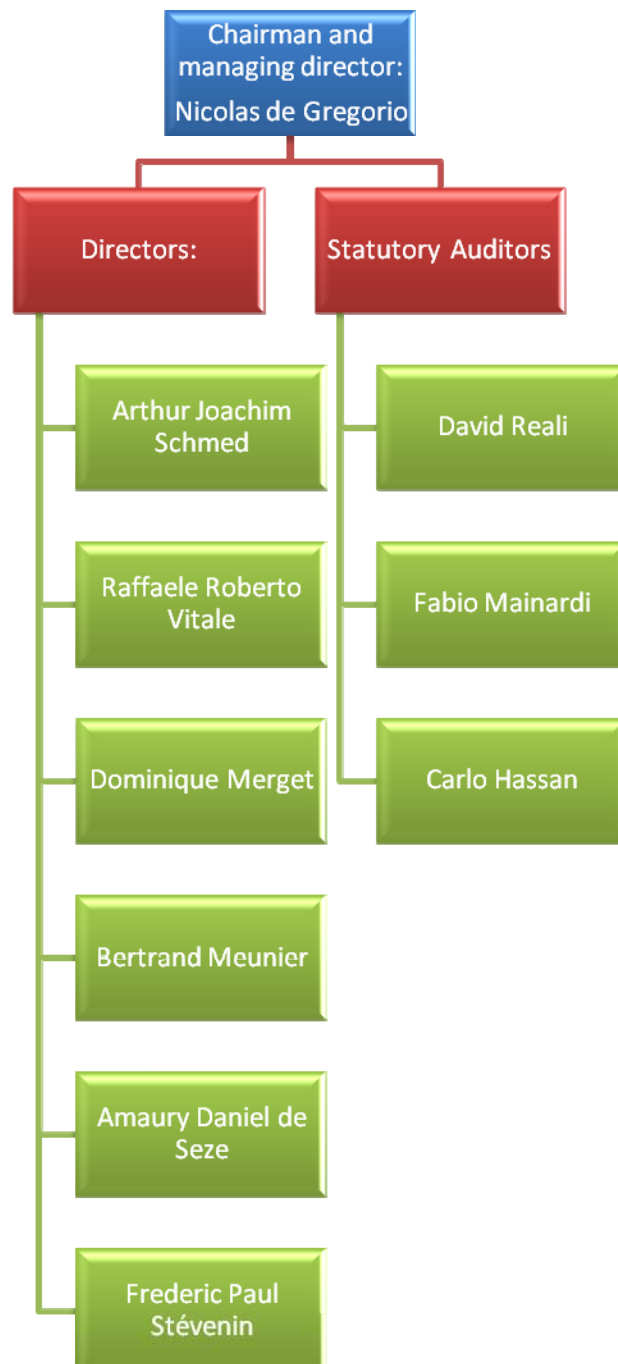 Chairman and
managing director:
Nicolas de Gregorio
Directors:
Arthur Joachim
Schmed
Raffaele Roberto
Vitale
Dominique Merget
Bertrand Meunier
Amaury Daniel de
Seze
Frederic Paul
Stévenin
Statutory Auditors
David Reali
Fabio Mainardi
Carlo Hassan